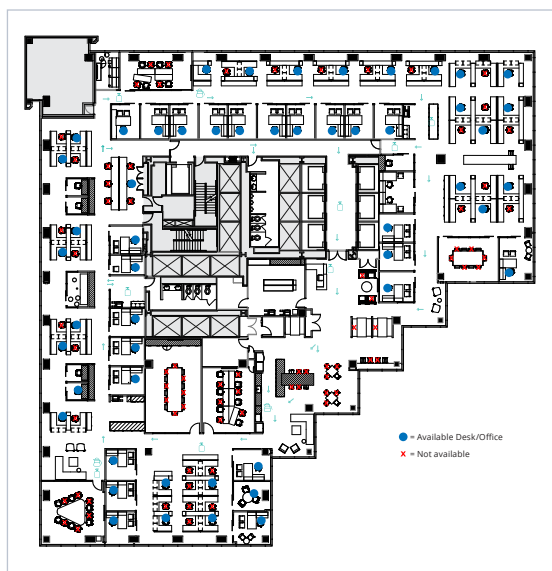 = Available Desk/Office
x = Not available